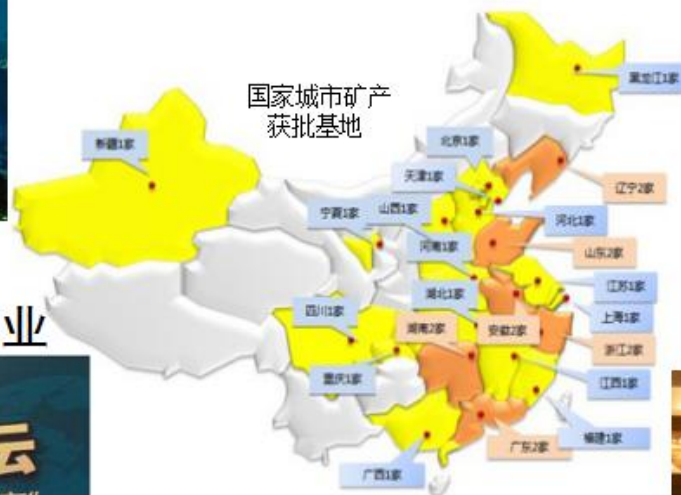 国家城市矿产
获批基地
黑龙江1家
新疆1家
北京1家
天津1家
辽宁2家
宁夏1家
山西1家
河北1家
河南1家
山东2家
江苏1家
湖北1家
上海1家
四川1家
湖南2家
安徽2家
浙江2家
业
重庆1家
江西1家
云
广东2家
福建1家
广西1家